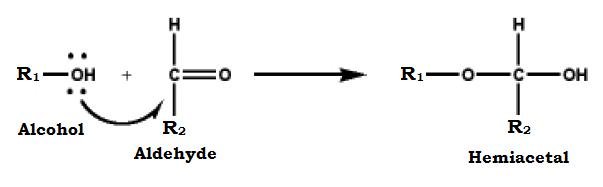 H H
R₁ OH + C O R₁ O C OH
Alcohol R₂ R₂
Aldehyde Hemiacetal